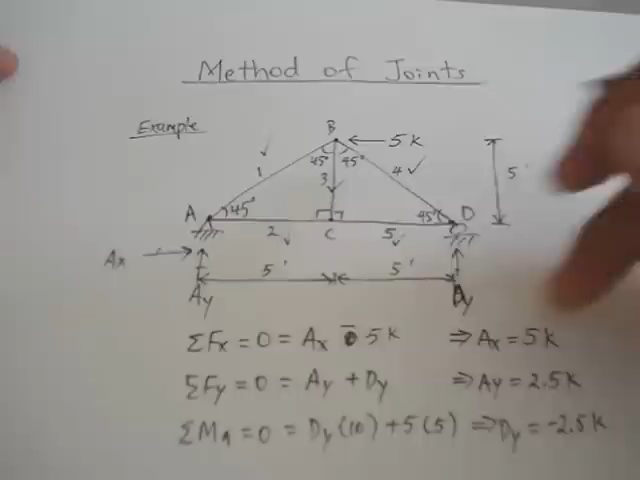 Method of Joints
Example
B
5k
45° 45°
1 3 4 5'
A 45° 45° D
2 C 5
Ax
5' 5'
Ay Dy
ΣFx = 0 = Ax - 5k ⇒ Ax = 5k
ΣFy = 0 = Ay + Dy ⇒ Ay = 2.5k
ΣMA = 0 = Dy(10) + 5(5) ⇒ Dy = -2.5k